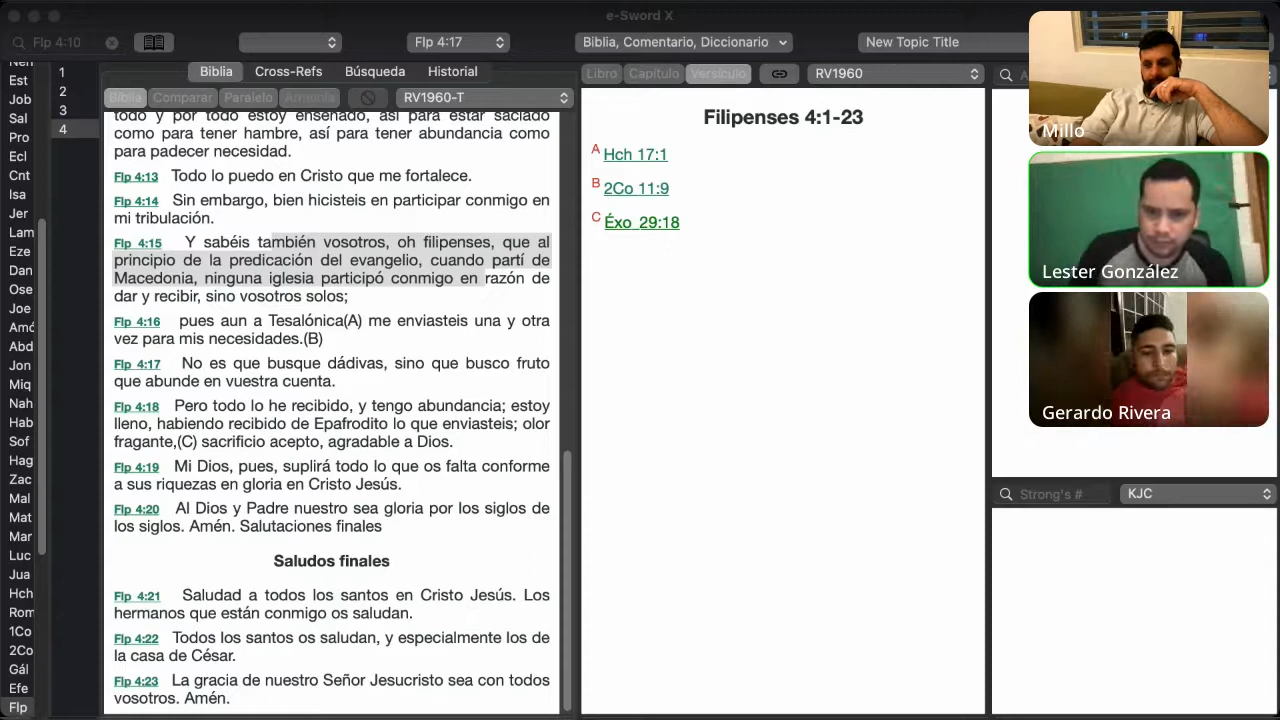 e-Sword X
Flp 4:10
Flp 4:17
Biblia, Comentario, Diccionario
New Topic Title
Biblia
Cross-Refs
Búsqueda
Historial
Biblia
Comparar
Paralelo
Armonía
RV1960-T
Libro
Capítulo
Versículo
RV1960
Est
Job
Sal
Pro
Ecl
Cnt
Isa
Jer
Lam
Eze
Dan
Ose
Joe
Amó
Abd
Jon
Miq
Nah
Hab
Sof
Hag
Zac
Mal
Mat
Mar
Luc
Jua
Hch
Rom
1Co
2Co
Gál
Efe
Flp
1
2
3
4
todo y por todo estoy enseñado, así para estar saciado
como para tener hambre, así para tener abundancia como
para padecer necesidad.
Flp 4:13 Todo lo puedo en Cristo que me fortalece.
Flp 4:14 Sin embargo, bien hicisteis en participar conmigo en
mi tribulación.
Flp 4:15 Y sabéis también vosotros, oh filipenses, que al
principio de la predicación del evangelio, cuando partí de
Macedonia, ninguna iglesia participó conmigo en razón de
dar y recibir, sino vosotros solos;
Flp 4:16 pues aun a Tesalónica(A) me enviasteis una y otra
vez para mis necesidades.(B)
Flp 4:17 No es que busque dádivas, sino que busco fruto
que abunde en vuestra cuenta.
Flp 4:18 Pero todo lo he recibido, y tengo abundancia; estoy
lleno, habiendo recibido de Epafrodito lo que enviasteis; olor
fragante,(C) sacrificio acepto, agradable a Dios.
Flp 4:19 Mi Dios, pues, suplirá todo lo que os falta conforme
a sus riquezas en gloria en Cristo Jesús.
Flp 4:20 Al Dios y Padre nuestro sea gloria por los siglos de
los siglos. Amén. Salutaciones finales
Saludos finales
Flp 4:21 Saludad a todos los santos en Cristo Jesús. Los
hermanos que están conmigo os saludan.
Flp 4:22 Todos los santos os saludan, y especialmente los de
la casa de César.
Flp 4:23 La gracia de nuestro Señor Jesucristo sea con todos
vosotros. Amén.
Filipenses 4:1-23
A Hch 17:1
B 2Co 11:9
C Éxo 29:18
Millo
Lester González
Gerardo Rivera
Strong's #
KJC